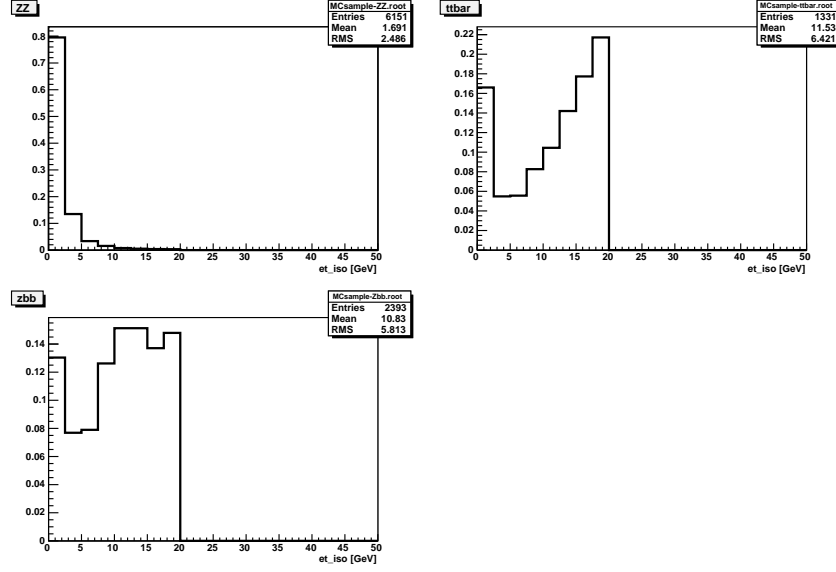 ZZ
MCsample-ZZ.root
Entries 6151
Mean 1.691
RMS 2.486
0.8
0.7
0.6
0.5
0.4
0.3
0.2
0.1
0
0 5 10 15 20 25 30 35 40 45 50
et_iso [GeV]
ttbar
MCsample-ttbar.root
Entries 1331
Mean 11.53
RMS 6.421
0.22
0.2
0.18
0.16
0.14
0.12
0.1
0.08
0.06
0.04
0.02
0
0 5 10 15 20 25 30 35 40 45 50
et_iso [GeV]
zbb
MCsample-Zbb.root
Entries 2393
Mean 10.83
RMS 5.813
0.14
0.12
0.1
0.08
0.06
0.04
0.02
0
0 5 10 15 20 25 30 35 40 45 50
et_iso [GeV]